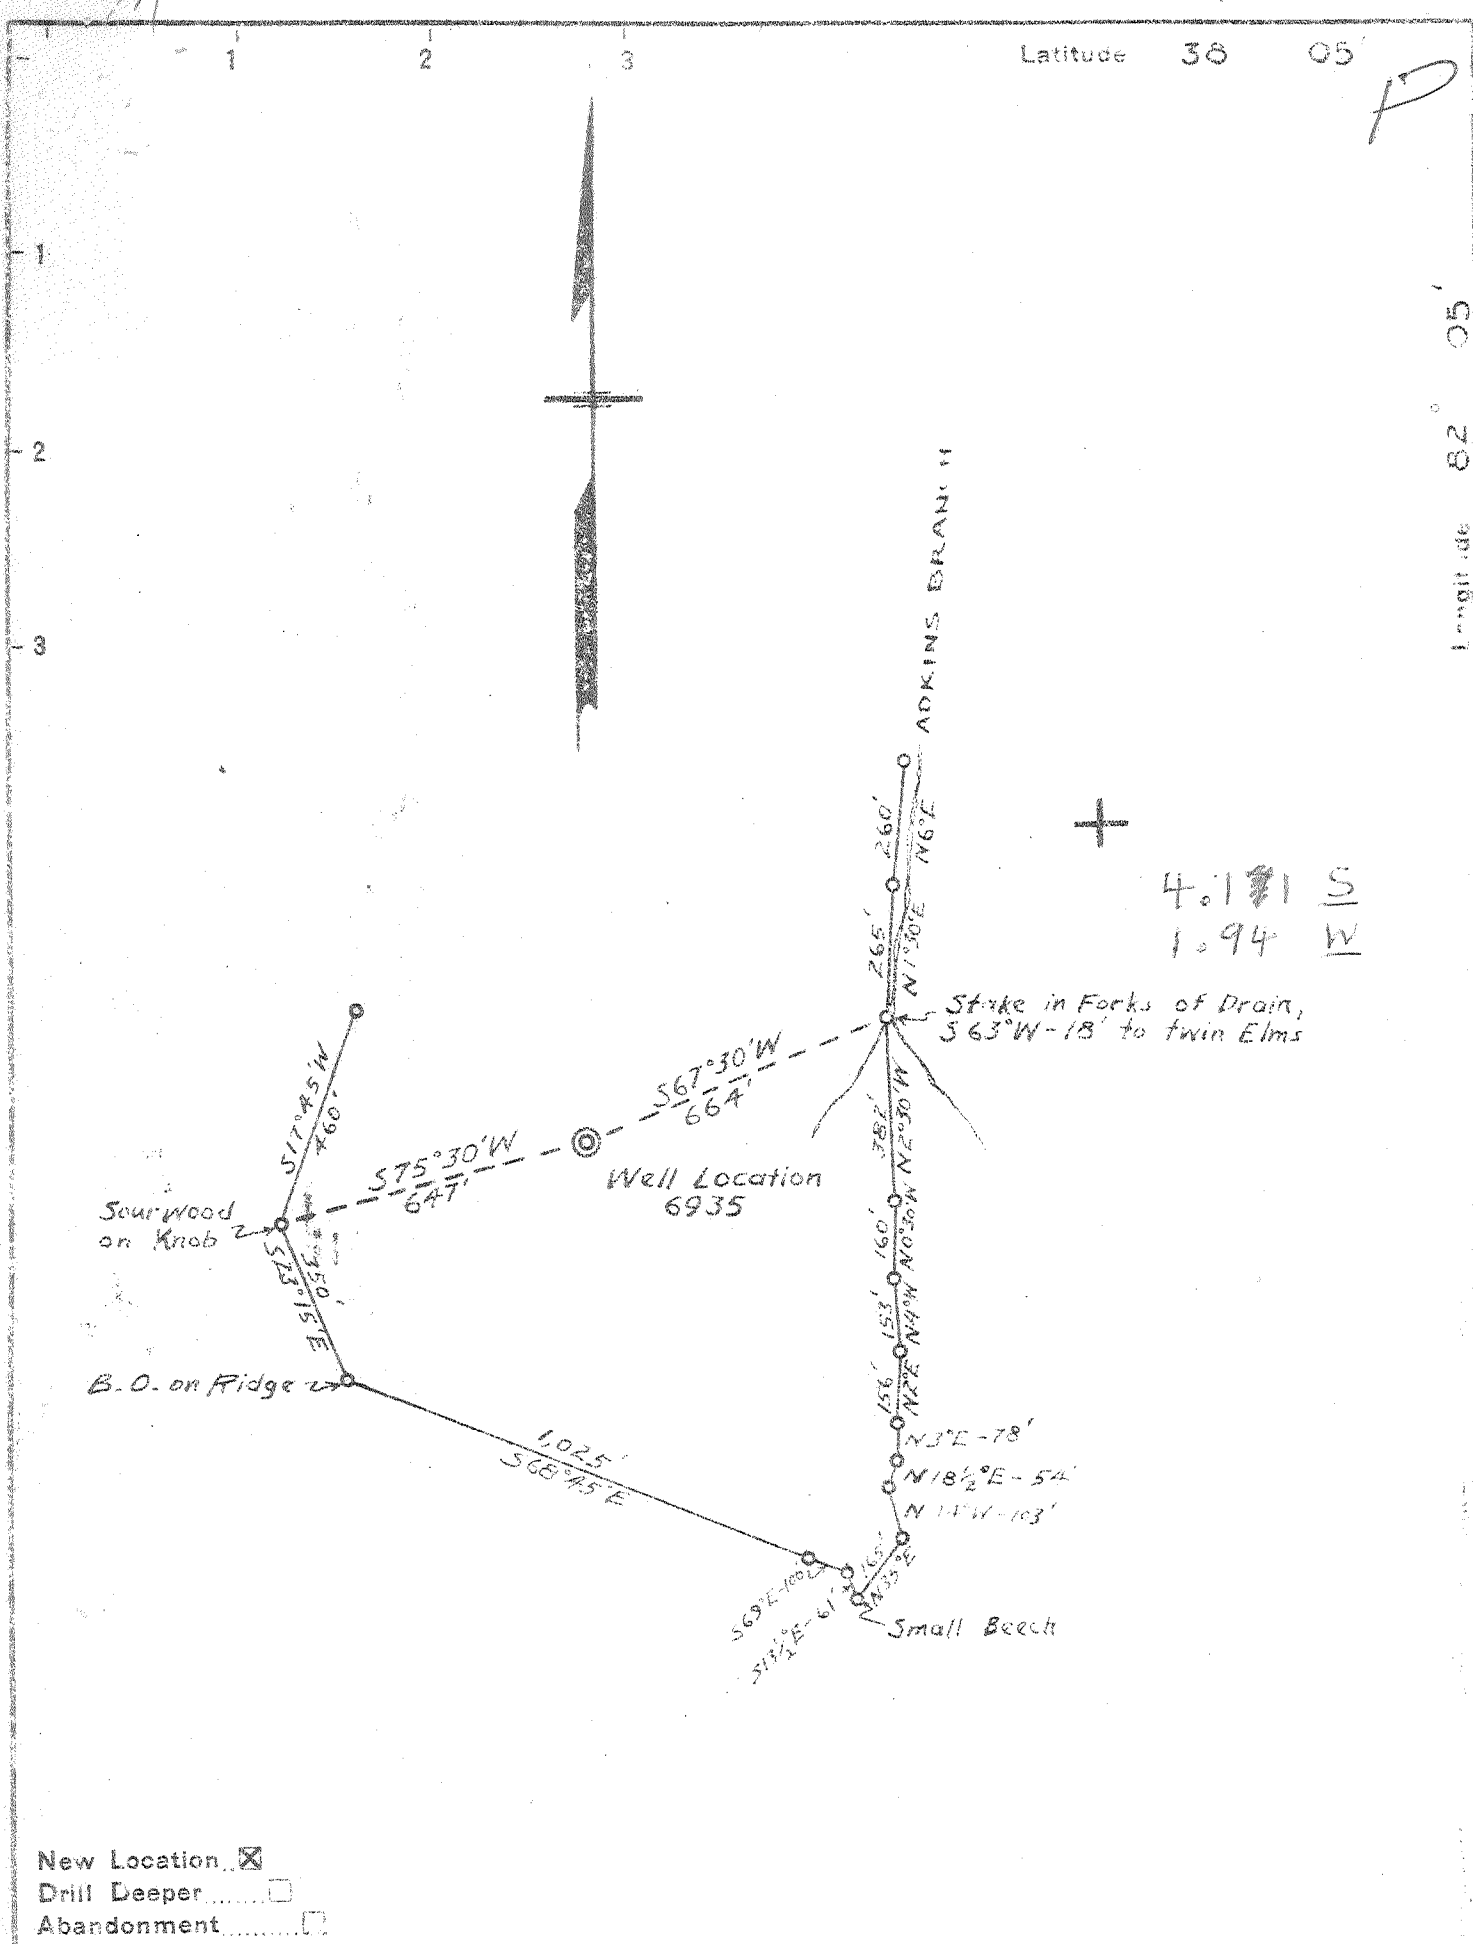 1 2 3
Latitude 38 05'
P
1
2
3
82° 05'
ADKINS BRANCH
260'
N6°E
265'
N1°30'E
4.1 1 S
1.94 W
Stake in Forks of Drain,
S63°W-18' to twin Elms
S67°30'W
664'
S17°45'W
460'
S75°30'W
647'
Well Location
6935
Sourwood
on Knob
350'
B.O. on Ridge
382'
N2°30'W
160'
N0°30'W
153'
N4°W
156'
N2°E
N3°E-78'
N18½°E-54'
N14°W-103'
1,025'
S68°45'E
165'
N35°E
S69°E-100'
S13½°E-61'
Small Beech
New Location
Drill Deeper
Abandonment